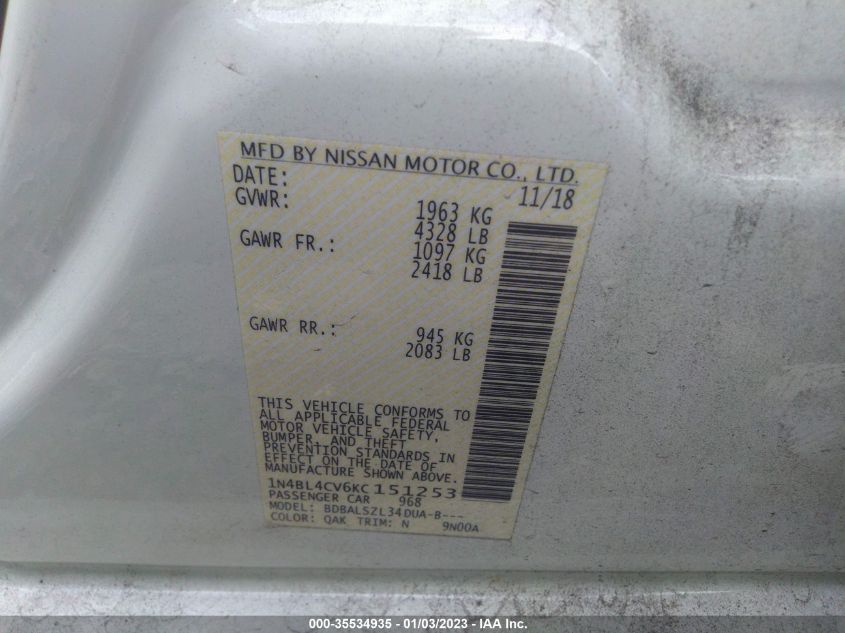 MFD BY NISSAN MOTOR CO., LTD.
DATE: 11/18
GVWR: 1963 KG
4328 LB
GAWR FR.: 1097 KG
2418 LB
GAWR RR.: 945 KG
2083 LB
THIS VEHICLE CONFORMS TO
ALL APPLICABLE FEDERAL
MOTOR VEHICLE SAFETY,
BUMPER, AND THEFT
PREVENTION STANDARDS IN
EFFECT ON THE DATE OF
MANUFACTURE SHOWN ABOVE.
1N4BL4CV6KC151253
PASSENGER CAR 968
MODEL: BDBALSZL34DUA-B---
COLOR: QAK TRIM: N 9N00A
000-35534935 - 01/03/2023 - IAA Inc.